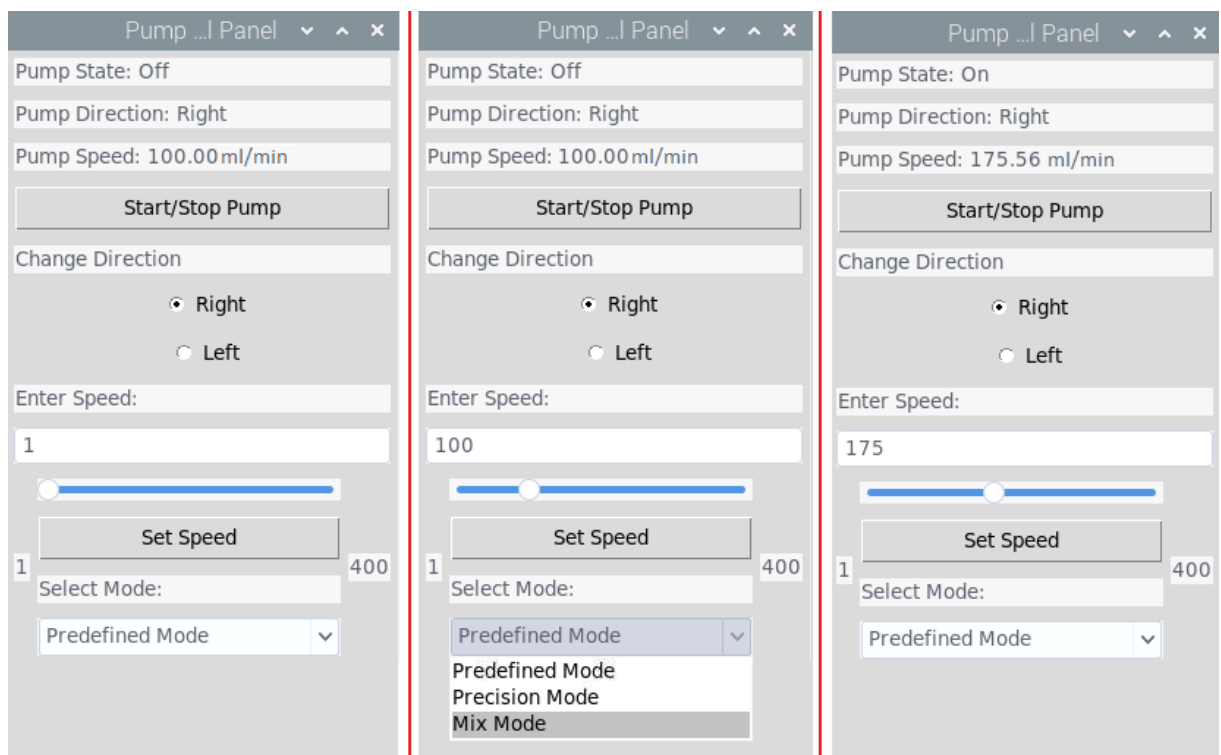 Pump ...l Panel
Pump State: Off
Pump Direction: Right
Pump Speed: 100.00 ml/min
Start/Stop Pump
Change Direction
Right
Left
Enter Speed:
1
Set Speed
1
400
Select Mode:
Predefined Mode
Pump ...l Panel
Pump State: Off
Pump Direction: Right
Pump Speed: 100.00 ml/min
Start/Stop Pump
Change Direction
Right
Left
Enter Speed:
100
Set Speed
1
400
Select Mode:
Predefined Mode
Predefined Mode
Precision Mode
Mix Mode
Pump ...l Panel
Pump State: On
Pump Direction: Right
Pump Speed: 175.56 ml/min
Start/Stop Pump
Change Direction
Right
Left
Enter Speed:
175
Set Speed
1
400
Select Mode:
Predefined Mode